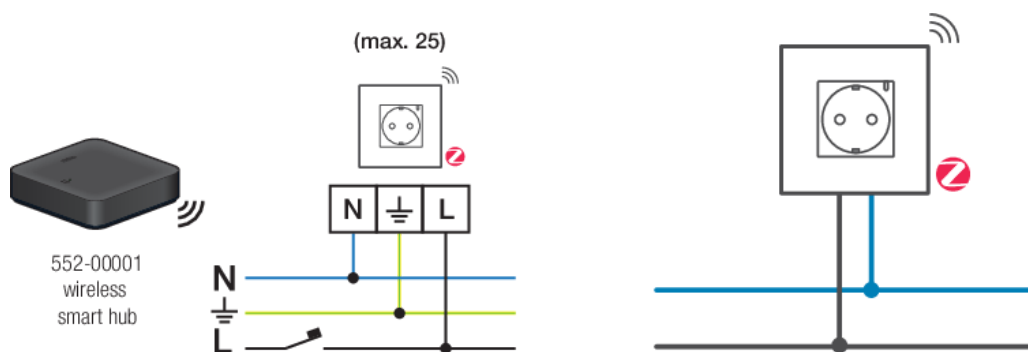 (max. 25)
N L
552-00001
wireless
smart hub
N
L